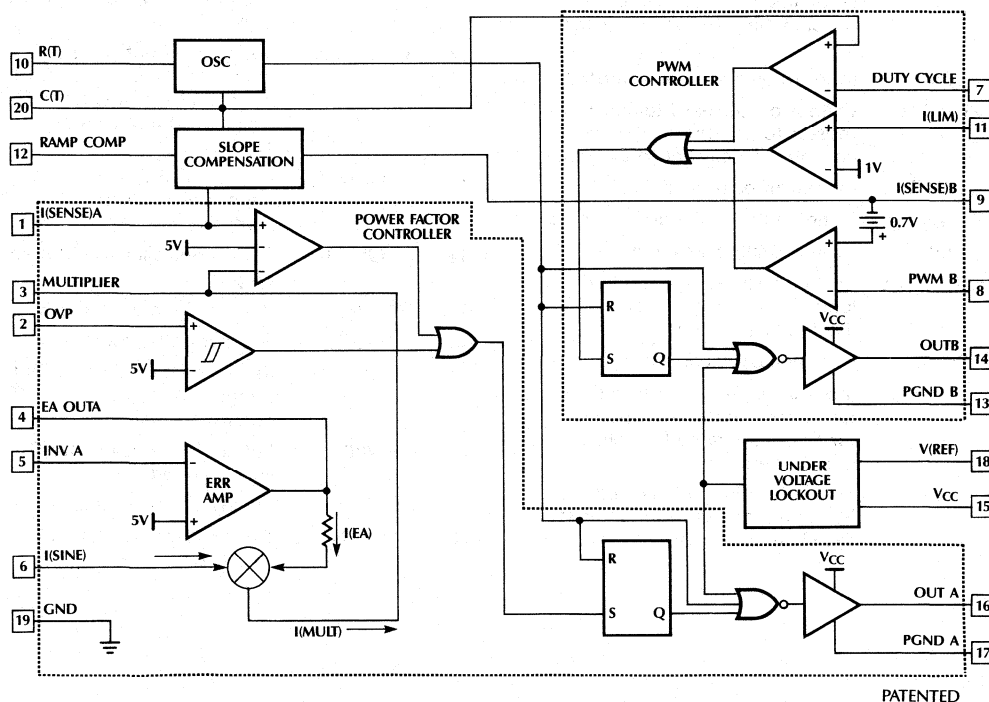 10 R(T)
OSC
20 C(T)
12 RAMP COMP
SLOPE
COMPENSATION
1 I(SENSE)A
5V
+
−
−
POWER FACTOR
CONTROLLER
3 MULTIPLIER
2 OVP
+
5V
−
4 EA OUTA
5 INV A
−
ERR
AMP
5V
+
I(EA)
6 I(SINE)
19 GND
I(MULT)
PWM
CONTROLLER
+
−
DUTY CYCLE 7
I(LIM) 11
+
−
1V
I(SENSE)B 9
0.7V
+
+
−
PWM B 8
R
S Q
VCC
OUTB 14
PGND B 13
UNDER
VOLTAGE
LOCKOUT
V(REF) 18
VCC 15
R
S Q
VCC
OUT A 16
PGND A 17
PATENTED